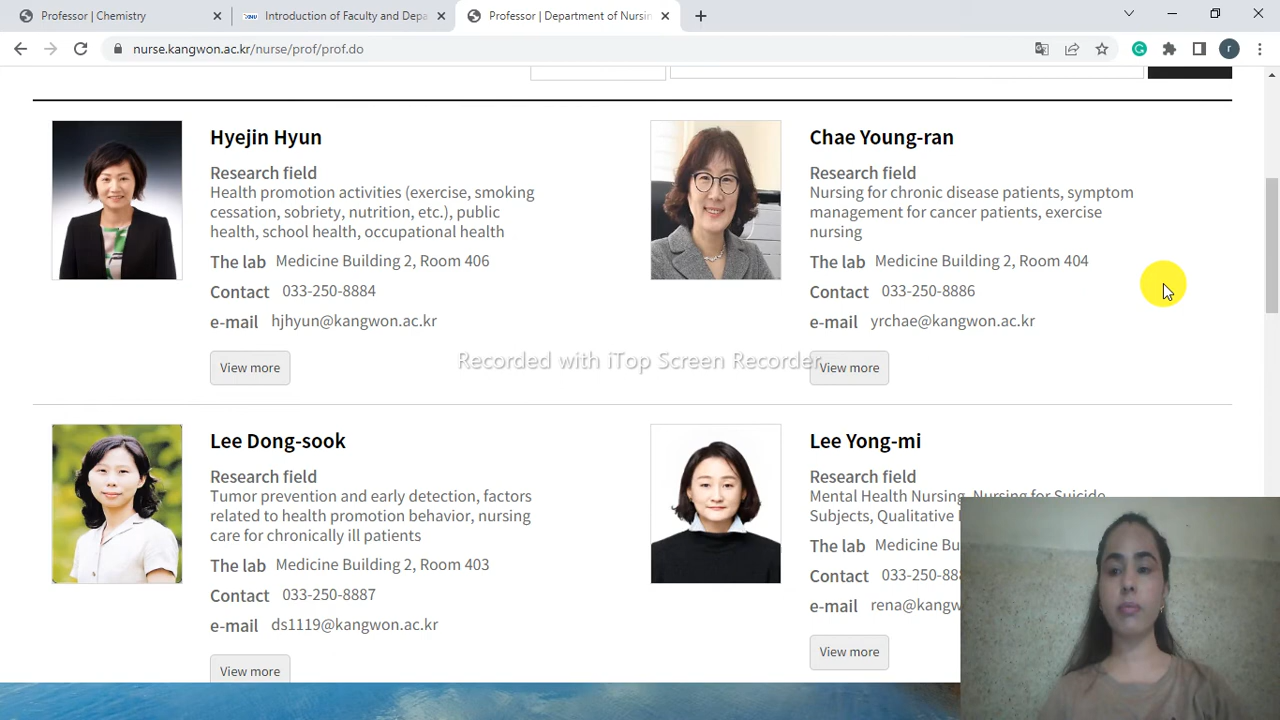 Professor | Chemistry
Introduction of Faculty and Depa
Professor | Department of Nursin
nurse.kangwon.ac.kr/nurse/prof/prof.do
Hyejin Hyun
Research field
Health promotion activities (exercise, smoking
cessation, sobriety, nutrition, etc.), public
health, school health, occupational health
The lab Medicine Building 2, Room 406
Contact 033-250-8884
e-mail hjhyun@kangwon.ac.kr
View more
Chae Young-ran
Research field
Nursing for chronic disease patients, symptom
management for cancer patients, exercise
nursing
The lab Medicine Building 2, Room 404
Contact 033-250-8886
e-mail yrchae@kangwon.ac.kr
View more
Recorded with iTop Screen Recorder
Lee Dong-sook
Research field
Tumor prevention and early detection, factors
related to health promotion behavior, nursing
care for chronically ill patients
The lab Medicine Building 2, Room 403
Contact 033-250-8887
e-mail ds1119@kangwon.ac.kr
View more
Lee Yong-mi
Research field
Mental Health Nursing, Nursing for Suicide
Subjects, Qualitative
The lab Medicine Bu
Contact 033-250-88
e-mail rena@kangw
View more